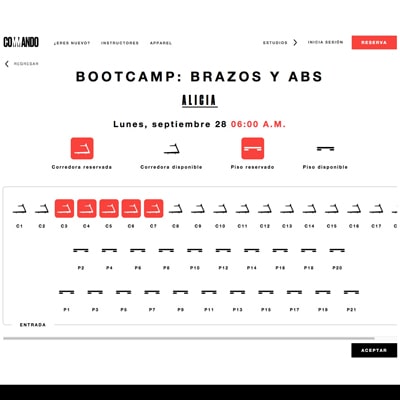 COMMANDO ¿ERES NUEVO? INSTRUCTORES APPAREL ESTUDIOS INICIA SESIÓN RESERVA
REGRESAR
BOOTCAMP: BRAZOS Y ABS
ALICIA
Lunes, septiembre 28 06:00 A.M.
Corredora reservada Corredora disponible Piso reservado Piso disponible
C1 C2 C3 C4 C5 C6 C7 C8 C9 C10 C11 C12 C13 C14 C15 C16 C17
P2 P4 P6 P8 P10 P12 P14 P16 P18 P20
P1 P3 P5 P7 P9 P11 P13 P15 P19 P21
ENTRADA
ACEPTAR